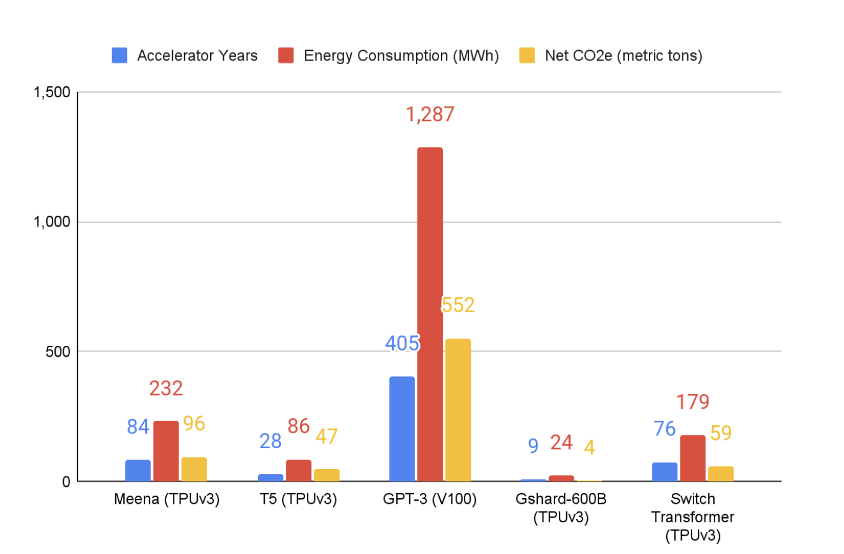 Accelerator Years Energy Consumption (MWh) Net CO2e (metric tons)
1,500
1,287
1,000
552
500
405
232
84
96
28
86
47
9
24
4
76
179
59
0
Meena (TPUv3)
T5 (TPUv3)
GPT-3 (V100)
Gshard-600B
(TPUv3)
Switch
Transformer
(TPUv3)